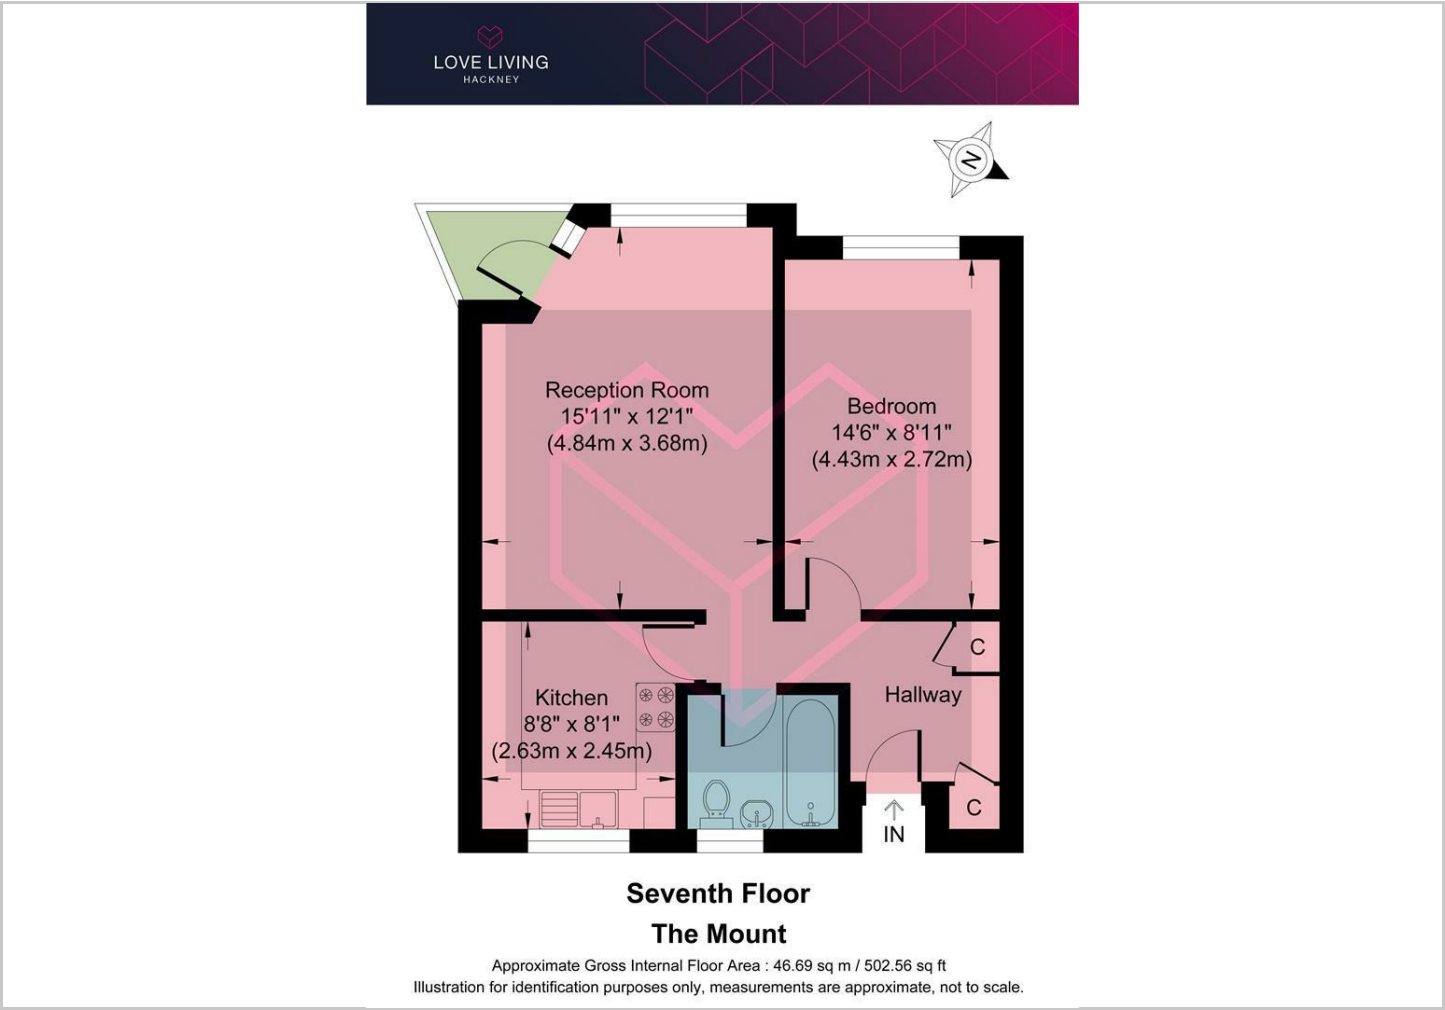 LOVE LIVING
HACKNEY
N
Reception Room
15'11" x 12'1"
(4.84m x 3.68m)
Bedroom
14'6" x 8'11"
(4.43m x 2.72m)
C
Hallway
Kitchen
8'8" x 8'1"
(2.63m x 2.45m)
C
IN
Seventh Floor
The Mount
Approximate Gross Internal Floor Area : 46.69 sq m / 502.56 sq ft
Illustration for identification purposes only, measurements are approximate, not to scale.